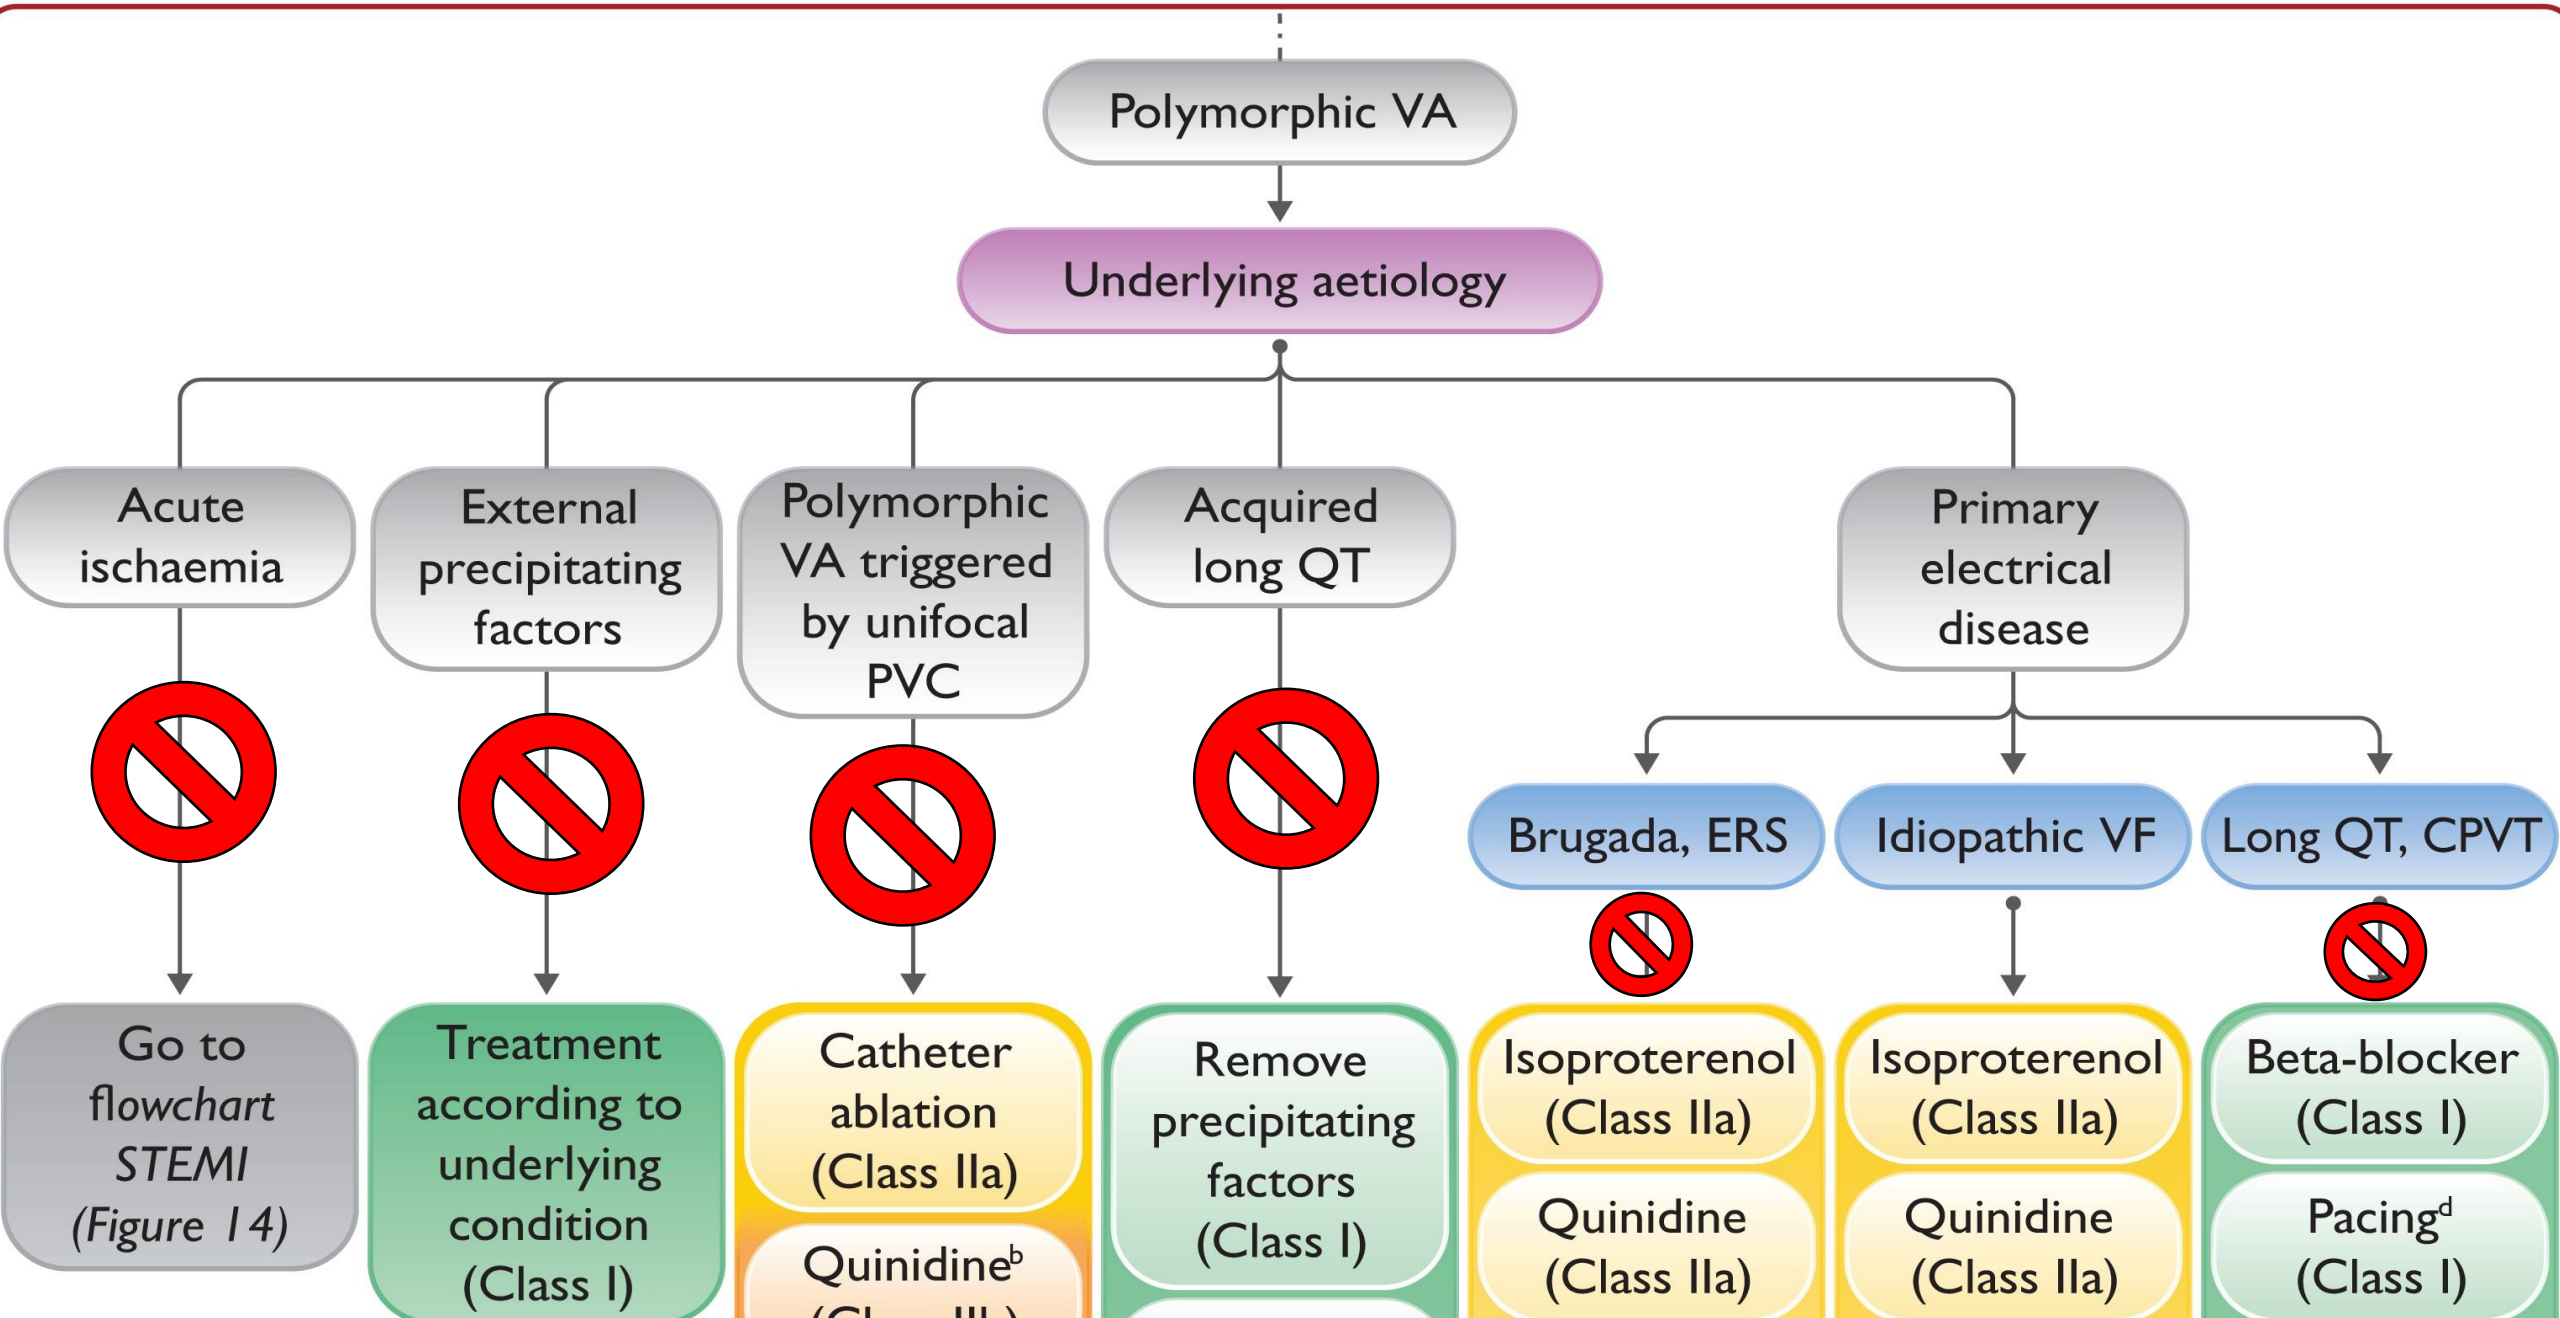 Polymorphic VA
Underlying aetiology
Acute
ischaemia
External
precipitating
factors
Polymorphic
VA triggered
by unifocal
PVC
Acquired
long QT
Primary
electrical
disease
Brugada, ERS
Idiopathic VF
Long QT, CPVT
Go to
flowchart
STEMI
(Figure 14)
Treatment
according to
underlying
condition
(Class I)
Catheter
ablation
(Class IIa)
Quinidineᵇ
Remove
precipitating
factors
(Class I)
Isoproterenol
(Class IIa)
Quinidine
(Class IIa)
Isoproterenol
(Class IIa)
Quinidine
(Class IIa)
Beta-blocker
(Class I)
Pacingᵈ
(Class I)